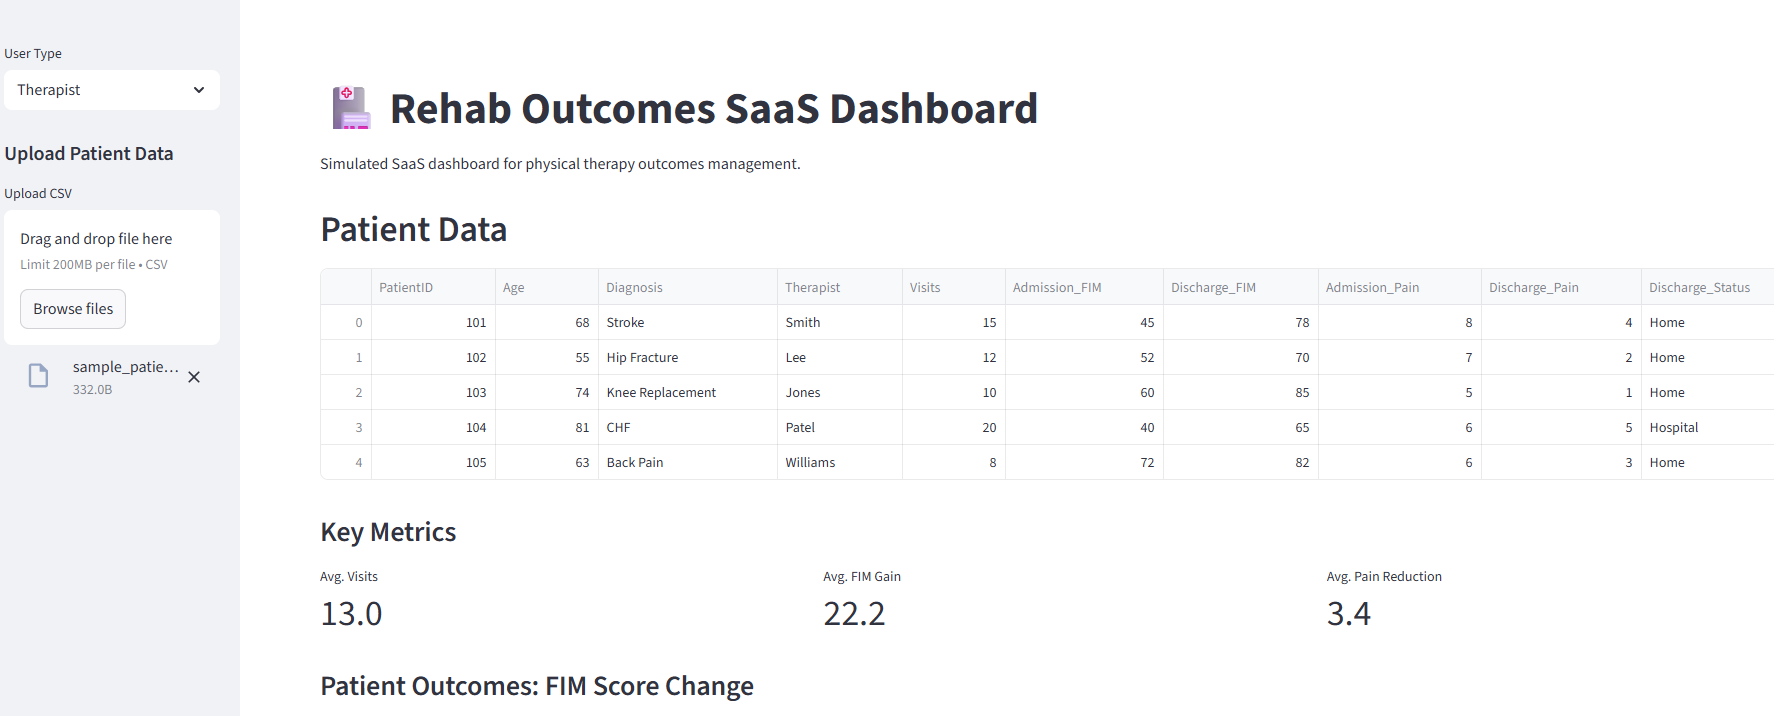 User Type
Therapist
Upload Patient Data
Upload CSV
Drag and drop file here
Limit 200MB per file • CSV
Browse files
sample_patie...
332.0B
Rehab Outcomes SaaS Dashboard
Simulated SaaS dashboard for physical therapy outcomes management.
Patient Data
PatientID Age Diagnosis Therapist Visits Admission_FIM Discharge_FIM Admission_Pain Discharge_Pain Discharge_Status
0 101 68 Stroke Smith 15 45 78 8 4 Home
1 102 55 Hip Fracture Lee 12 52 70 7 2 Home
2 103 74 Knee Replacement Jones 10 60 85 5 1 Home
3 104 81 CHF Patel 20 40 65 6 5 Hospital
4 105 63 Back Pain Williams 8 72 82 6 3 Home
Key Metrics
Avg. Visits Avg. FIM Gain Avg. Pain Reduction
13.0 22.2 3.4
Patient Outcomes: FIM Score Change